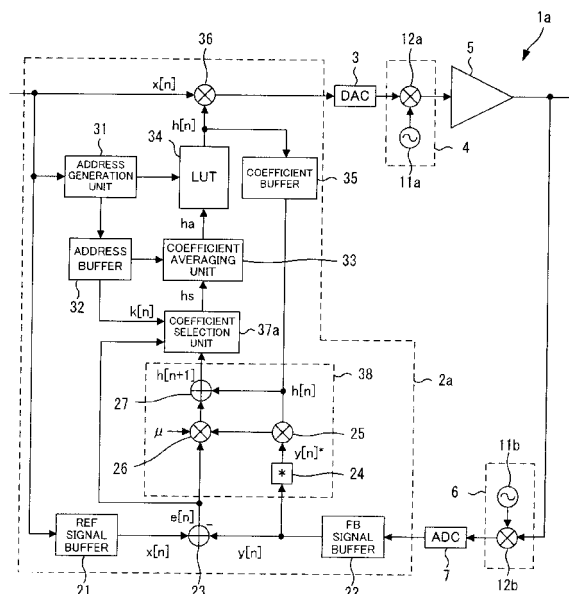 1a
36
12a
5
3
x[n]
DAC
h[n]
31
34
4
ADDRESS
GENERATION
UNIT
LUT
COEFFICIENT
BUFFER
35
11a
ha
ADDRESS
BUFFER
COEFFICIENT
AVERAGING
UNIT
33
32
k[n]
hs
COEFFICIENT
SELECTION
UNIT
37a
h[n+1]
38
2a
27
h[n]
μ
26
25
11b
y[n]*
6
*
24
REF
SIGNAL
BUFFER
e[n]
-
FB
SIGNAL
BUFFER
ADC
x[n]
y[n]
7
12b
21
23
22